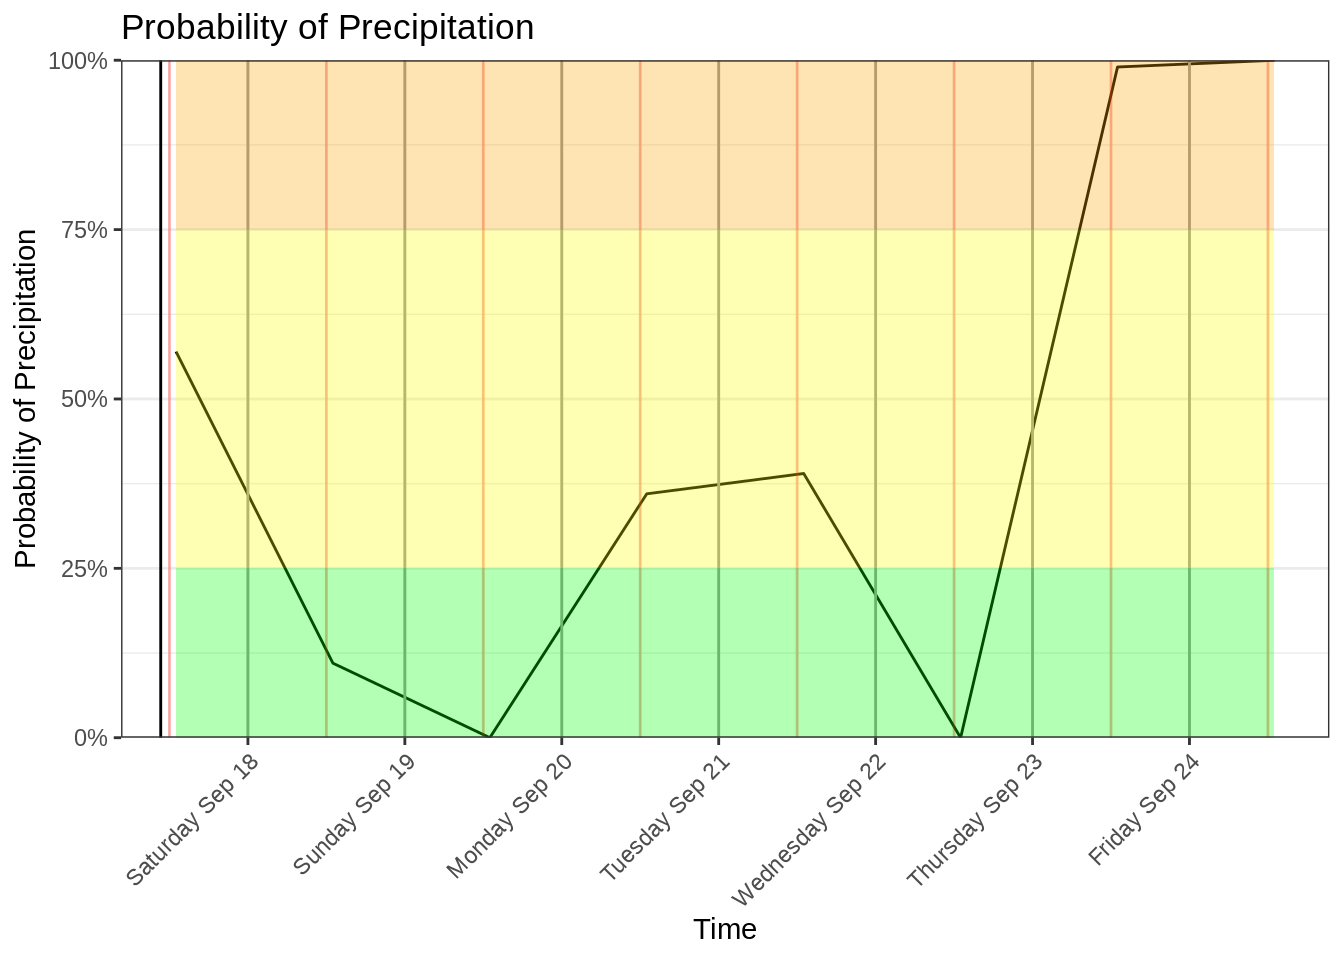 Probability of Precipitation
Probability of Precipitation
100%
75%
50%
25%
0%
Saturday Sep 18
Sunday Sep 19
Monday Sep 20
Tuesday Sep 21
Wednesday Sep 22
Thursday Sep 23
Friday Sep 24
Time